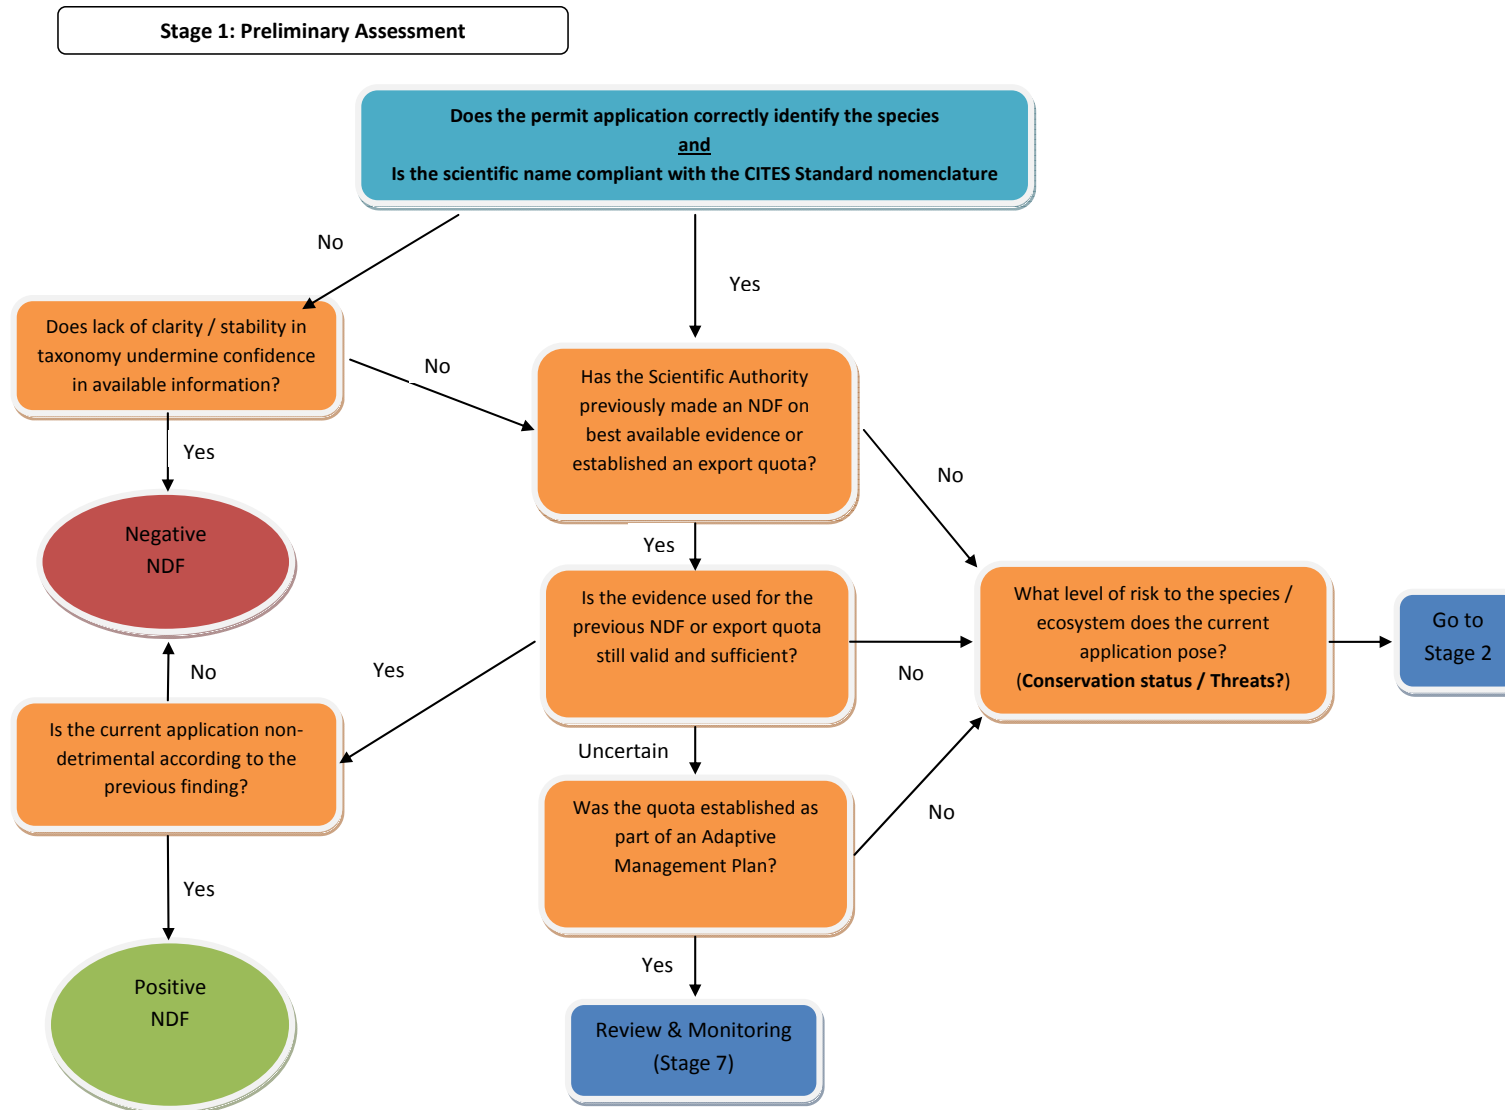 Stage 1: Preliminary Assessment
Does the permit application correctly identify the species
and
Is the scientific name compliant with the CITES Standard nomenclature
No
Yes
Does lack of clarity / stability in
taxonomy undermine confidence
in available information?
No
Has the Scientific Authority
previously made an NDF on
best available evidence or
established an export quota?
Yes
No
Negative
NDF
Yes
Is the evidence used for the
previous NDF or export quota
still valid and sufficient?
What level of risk to the species /
ecosystem does the current
application pose?
(Conservation status / Threats?)
Go to
Stage 2
No
Yes
No
Is the current application non-
detrimental according to the
previous finding?
Uncertain
Was the quota established as
part of an Adaptive
Management Plan?
No
Yes
Yes
Positive
NDF
Review & Monitoring
(Stage 7)